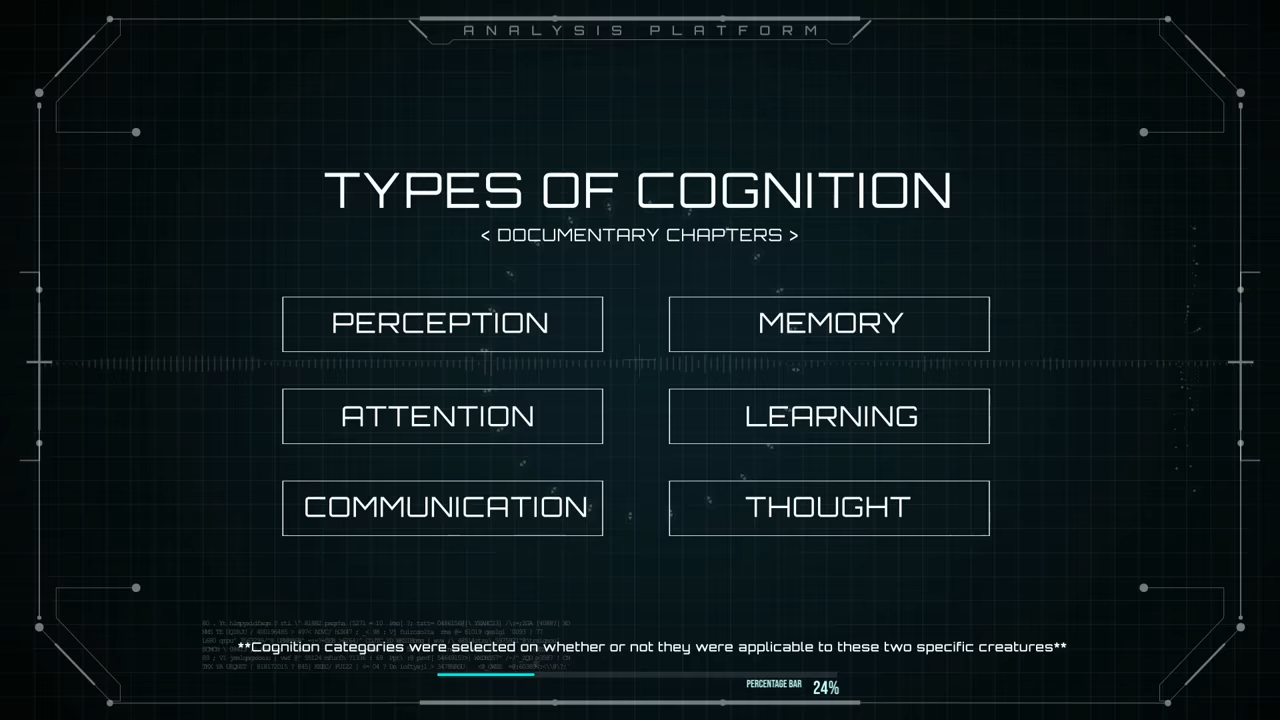 ANALYSIS PLATFORM
TYPES OF COGNITION
< DOCUMENTARY CHAPTERS >
PERCEPTION
MEMORY
ATTENTION
LEARNING
COMMUNICATION
THOUGHT
**Cognition categories were selected on whether or not they were applicable to these two specific creatures**
PERCENTAGE BAR 24%